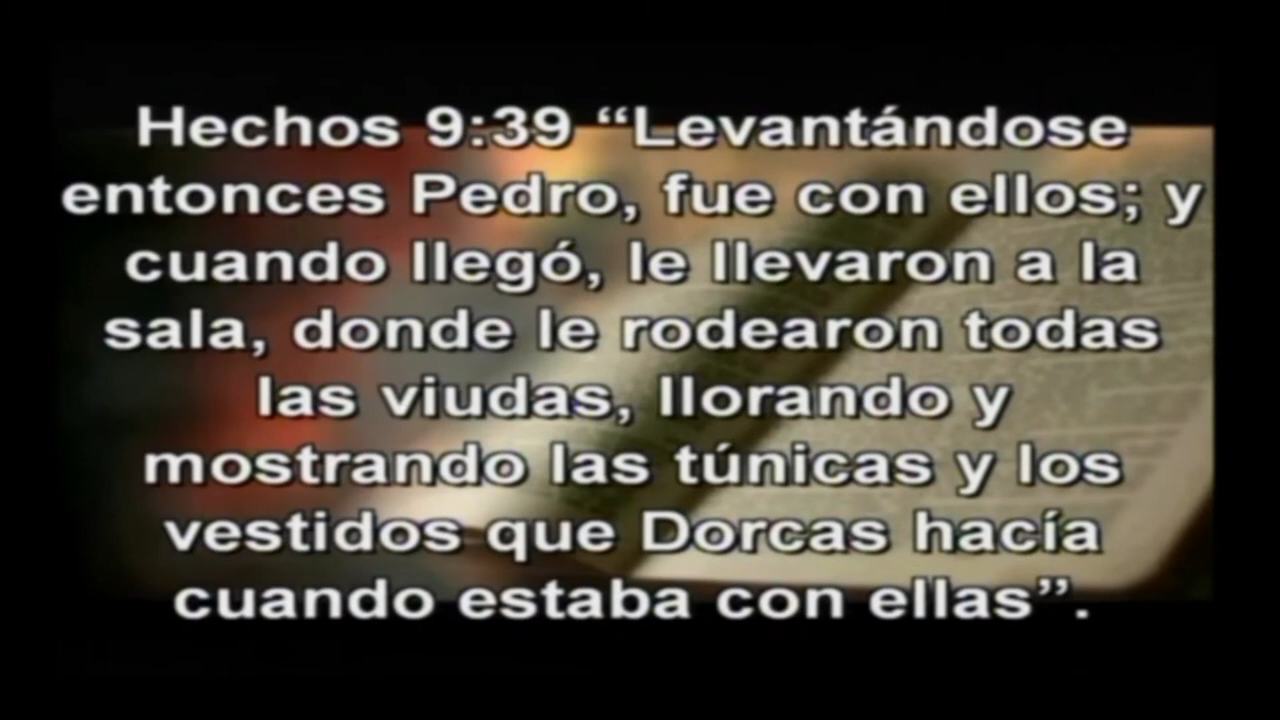 Hechos 9:39 “Levantándose
entonces Pedro, fue con ellos; y
cuando llegó, le llevaron a la
sala, donde le rodearon todas
las viudas, llorando y
mostrando las túnicas y los
vestidos que Dorcas hacía
cuando estaba con ellas”.